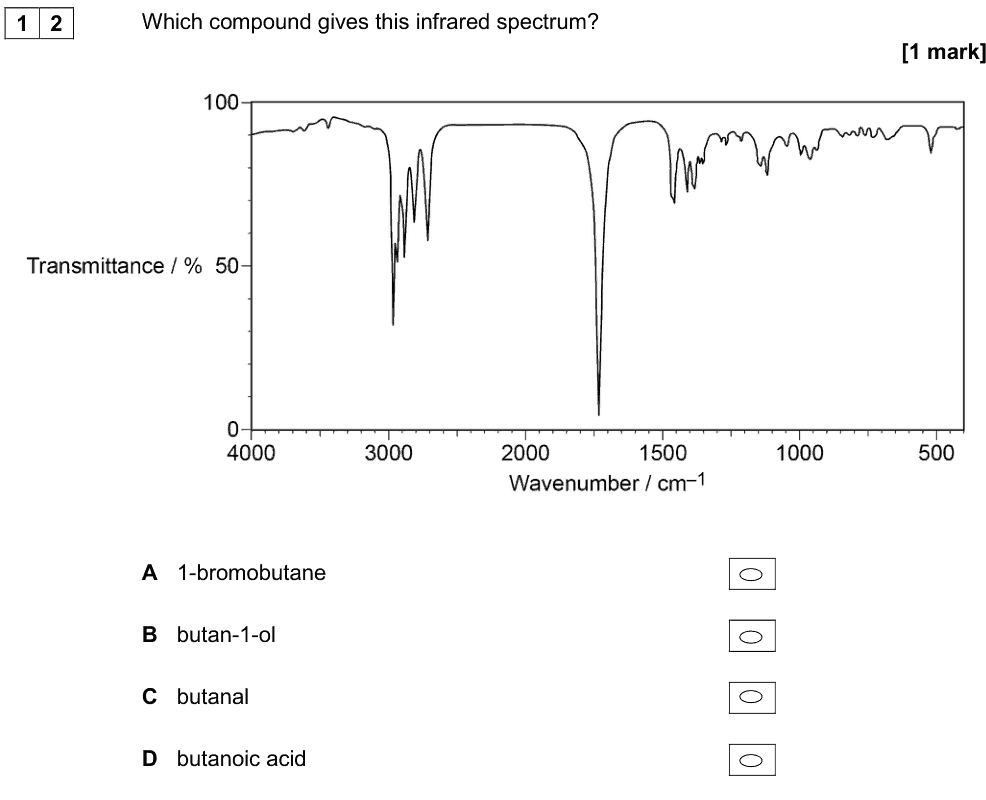 1 2 Which compound gives this infrared spectrum?
[1 mark]
100
Transmittance / % 50
0
4000 3000 2000 1500 1000 500
Wavenumber / cm–1
A 1-bromobutane
B butan-1-ol
C butanal
D butanoic acid